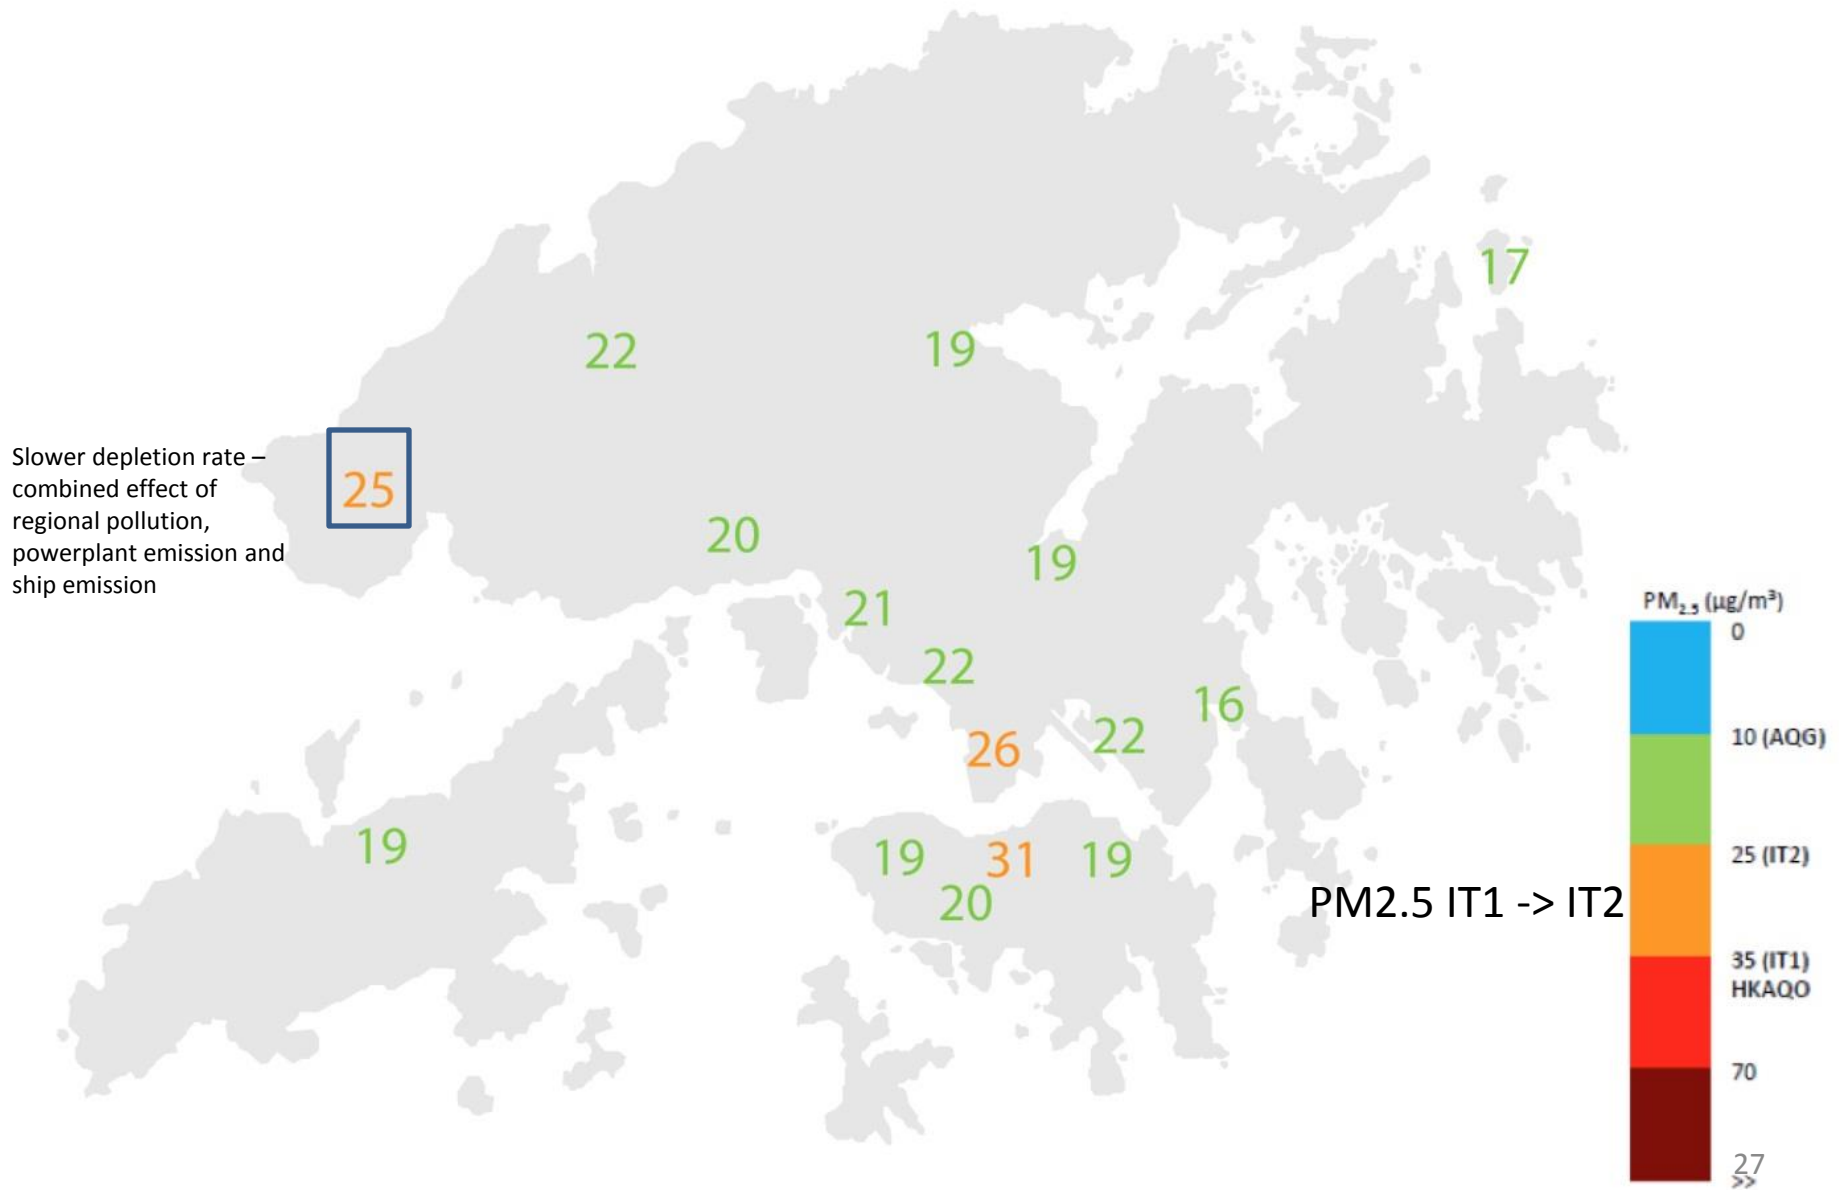 17
22
19
Slower depletion rate –
combined effect of
regional pollution,
powerplant emission and
ship emission
25
20
19
21
22
16
22
26
19
19
31
19
20
PM2.5 IT1 -> IT2
PM₂.₅ (µg/m³)
0
10 (AQG)
25 (IT2)
35 (IT1)
HKAQO
70
27
>>